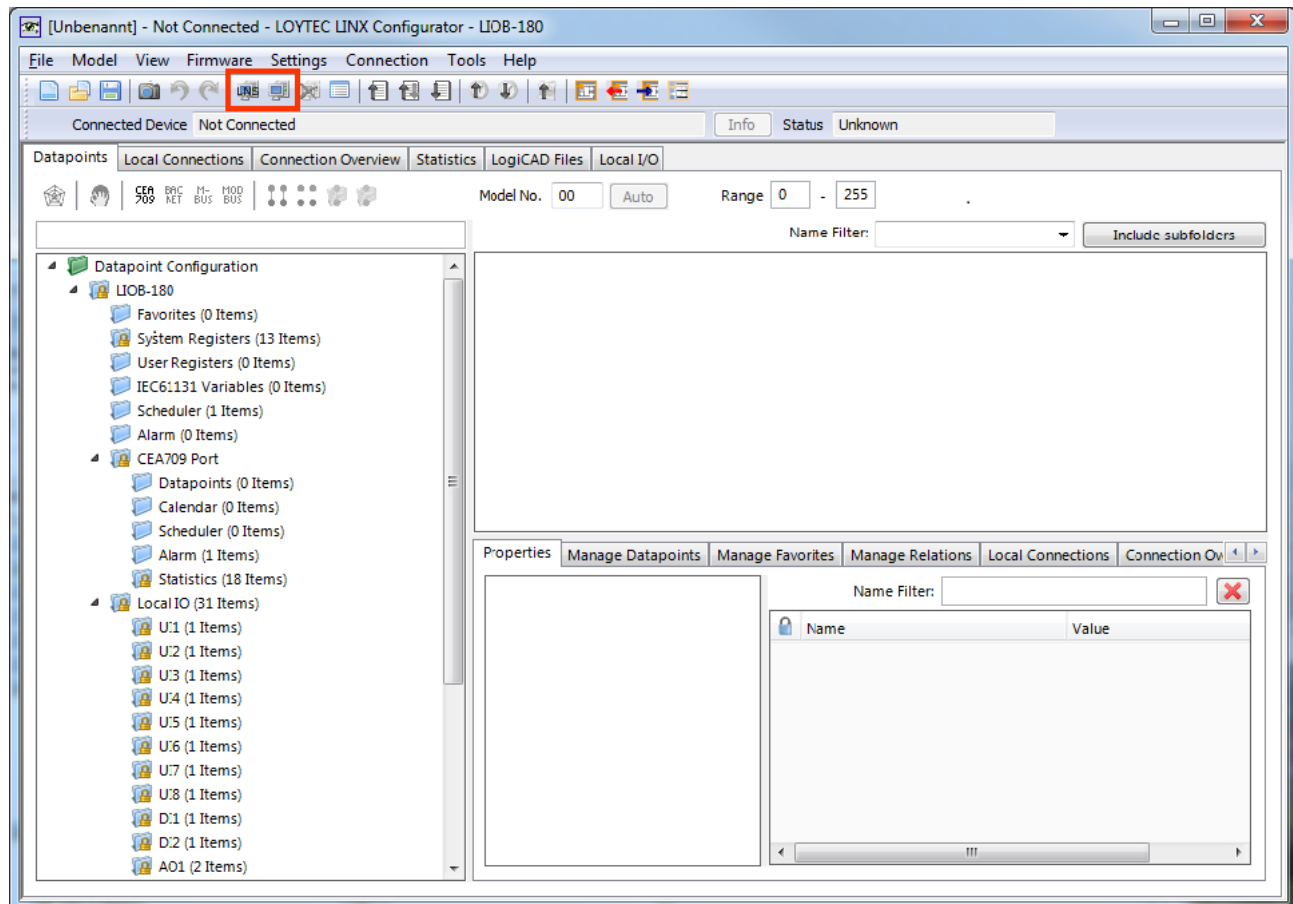 [Unbenannt] - Not Connected - LOYTEC LINX Configurator - LIOB-180
File Model View Firmware Settings Connection Tools Help
LNS
Connected Device Not Connected Info Status Unknown
Datapoints Local Connections Connection Overview Statistics LogiCAD Files Local I/O
CEA 709 BAC NET M- BUS MOD BUS Model No. 00 Auto Range 0 - 255
Name Filter: Include subfolders
Datapoint Configuration
LIOB-180
Favorites (0 Items)
System Registers (13 Items)
User Registers (0 Items)
IEC61131 Variables (0 Items)
Scheduler (1 Items)
Alarm (0 Items)
CEA709 Port
Datapoints (0 Items)
Calendar (0 Items)
Scheduler (0 Items)
Alarm (1 Items)
Statistics (18 Items)
Local IO (31 Items)
UI1 (1 Items)
UI2 (1 Items)
UI3 (1 Items)
UI4 (1 Items)
UI5 (1 Items)
UI6 (1 Items)
UI7 (1 Items)
UI8 (1 Items)
DI1 (1 Items)
DI2 (1 Items)
AO1 (2 Items)
Properties Manage Datapoints Manage Favorites Manage Relations Local Connections Connection Ov
Name Filter:
Name Value